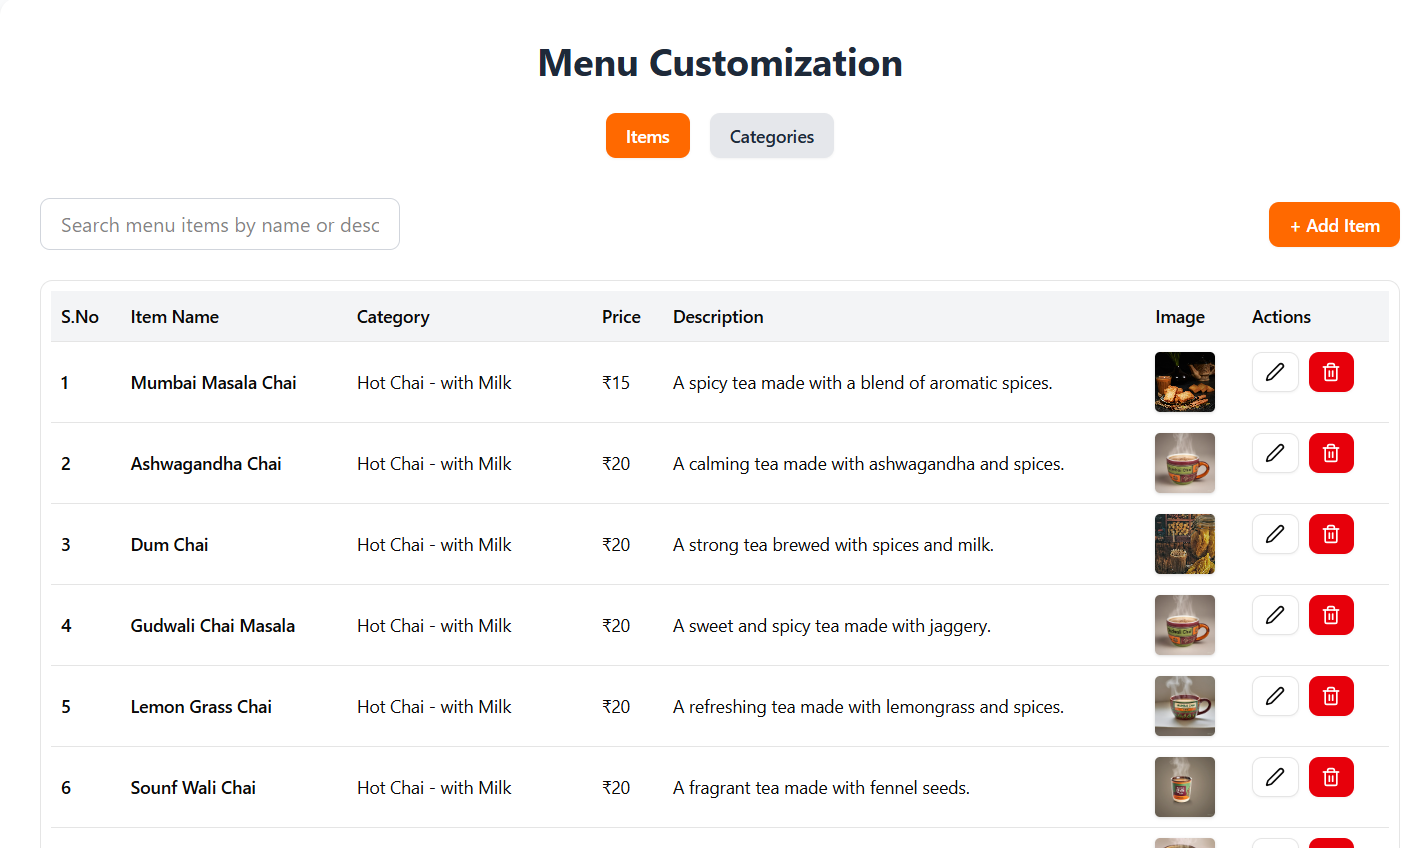 Menu Customization
Items Categories
Search menu items by name or desc
+ Add Item
S.No Item Name Category Price Description Image Actions
1 Mumbai Masala Chai Hot Chai - with Milk ₹15 A spicy tea made with a blend of aromatic spices.
2 Ashwagandha Chai Hot Chai - with Milk ₹20 A calming tea made with ashwagandha and spices.
3 Dum Chai Hot Chai - with Milk ₹20 A strong tea brewed with spices and milk.
4 Gudwali Chai Masala Hot Chai - with Milk ₹20 A sweet and spicy tea made with jaggery.
5 Lemon Grass Chai Hot Chai - with Milk ₹20 A refreshing tea made with lemongrass and spices.
6 Sounf Wali Chai Hot Chai - with Milk ₹20 A fragrant tea made with fennel seeds.